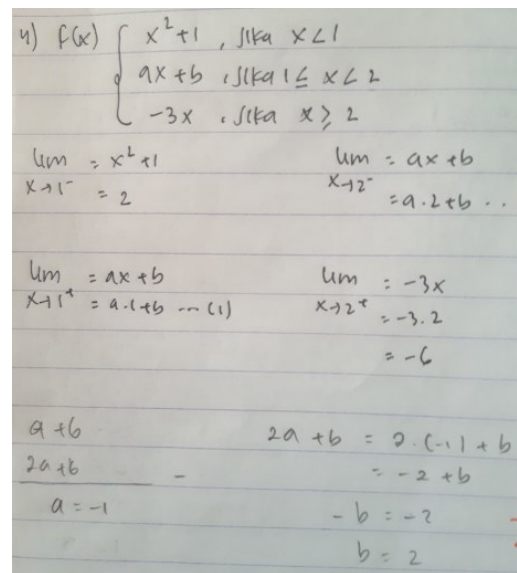 4) f(x) { x²+1 , jika x<1
ax+b , jika 1≤ x<2
-3x , jika x≥2
lim = x²+1
x→1⁻ = 2
lim = ax+b
x→2⁻ = a.2+b ..
lim = ax+b
x→1⁺ = a.1+b --- (1)
lim = -3x
x→2⁺ = -3.2
= -6
a+b
2a+b -
a = -1
2a+b = 2.(-1)+b
= -2+b
-b = -2
b = 2